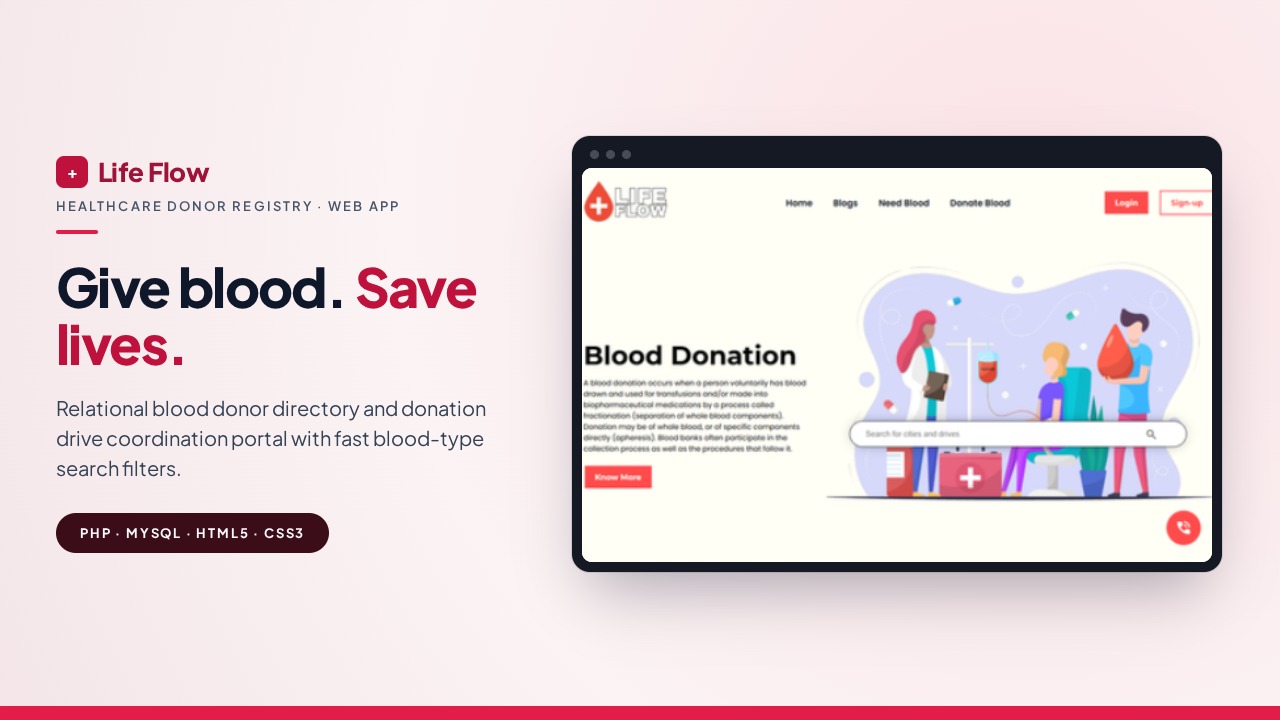 + Life Flow
HEALTHCARE DONOR REGISTRY · WEB APP
Give blood. Save
lives.
Relational blood donor directory and donation
drive coordination portal with fast blood-type
search filters.
PHP · MYSQL · HTML5 · CSS3
LIFE
FLOW
Home Blogs Need Blood Donate Blood
Login Sign-up
Blood Donation
A blood donation occurs when a person voluntarily has blood
drawn and used for transfusions and/or made into
biopharmaceutical medications by a process called
fractionation (separation of whole blood components).
Donation may be of whole blood, or of specific components
directly (apheresis). Blood banks often participate in the
collection process as well as the procedures that follow it.
Know More
Search for cities and drives